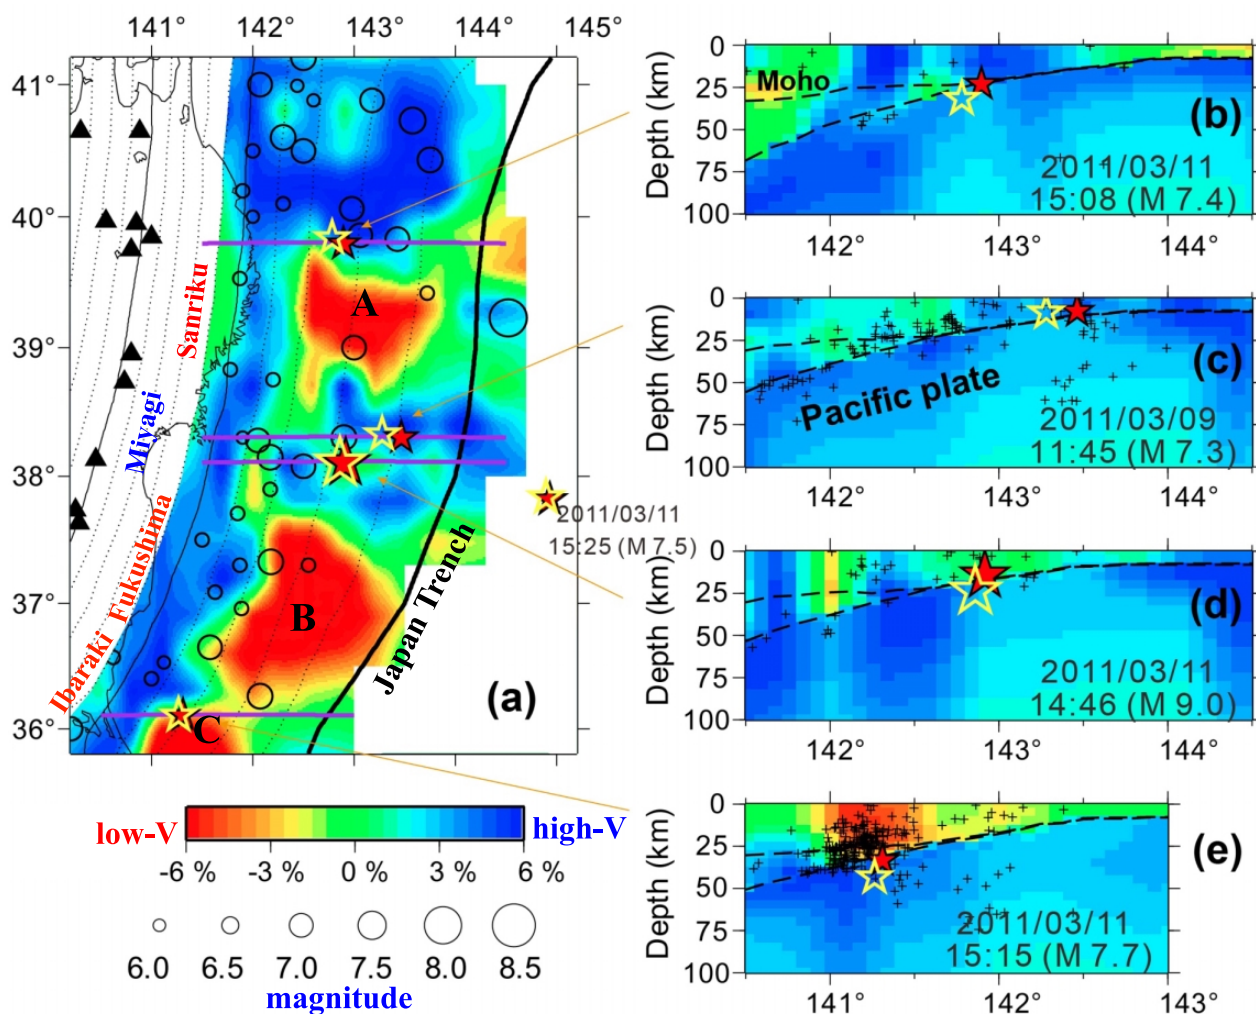 141° 142° 143° 144° 145°
41°
40°
39°
38°
37°
36°
Sanriku
Miyagi
Ibaraki Fukushima
A
B
C
Japan Trench
2011/03/11
15:25 (M 7.5)
(a)
low-V
high-V
-6 % -3 % 0 % 3 % 6 %
6.0 6.5 7.0 7.5 8.0 8.5
magnitude
Depth (km)
0
25
50
75
100
Moho
(b)
2011/03/11
15:08 (M 7.4)
142° 143° 144°
Depth (km)
0
25
50
75
100
Pacific plate
(c)
2011/03/09
11:45 (M 7.3)
142° 143° 144°
Depth (km)
0
25
50
75
100
(d)
2011/03/11
14:46 (M 9.0)
142° 143° 144°
Depth (km)
0
25
50
75
100
(e)
2011/03/11
15:15 (M 7.7)
141° 142° 143°